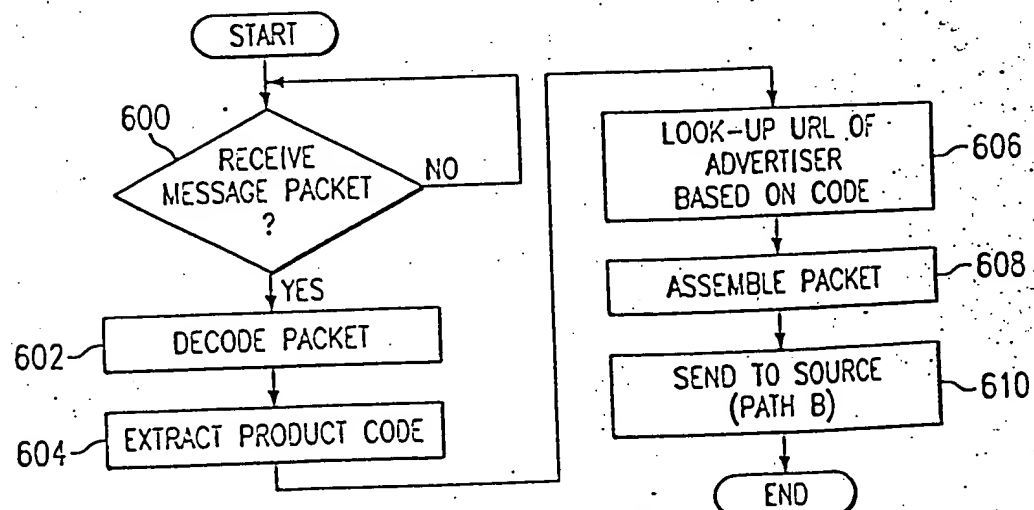 START
600
RECEIVE
MESSAGE PACKET
?
NO
YES
602
DECODE PACKET
604
EXTRACT PRODUCT CODE
LOOK-UP URL OF
ADVERTISER
BASED ON CODE
606
ASSEMBLE PACKET
608
SEND TO SOURCE
(PATH B)
610
END